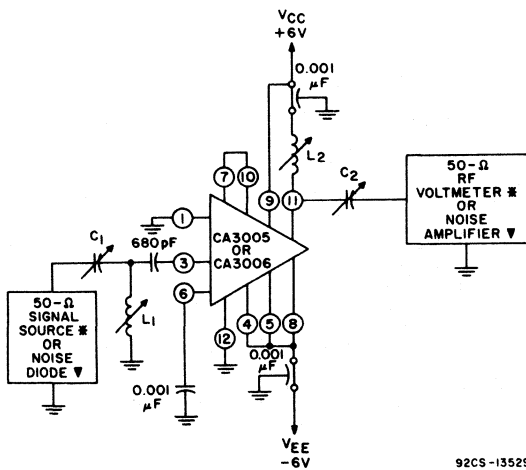 VCC
+6V
0.001
μF
L2
7 10
9 11
C2
50-Ω
RF
VOLTMETER *
OR
NOISE
AMPLIFIER ▼
1
CA3005
OR
CA3006
C1
680pF
3
6
L1
50-Ω
SIGNAL
SOURCE *
OR
NOISE
DIODE ▼
12 4 5 8
0.001
μF
0.001
μF
VEE
-6V
92CS-13529